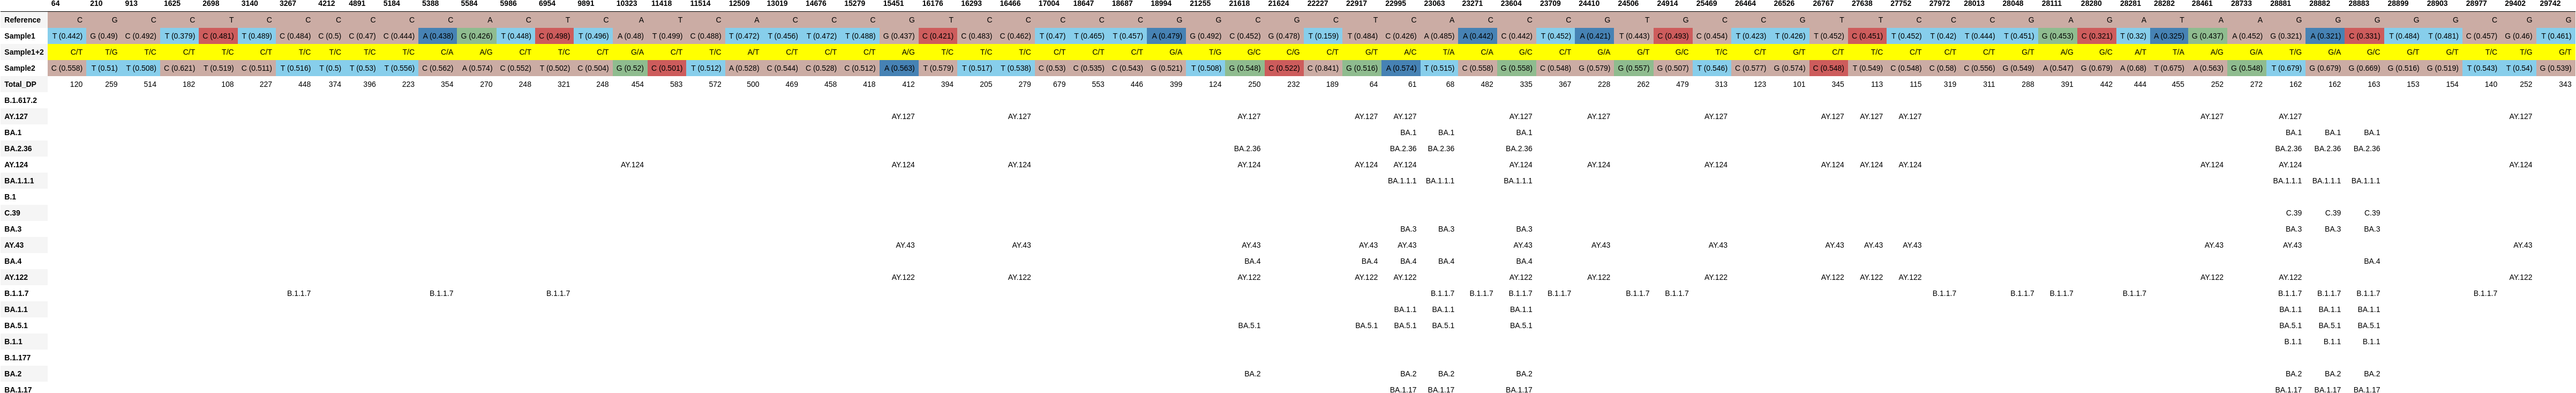 64 210 913 1625 2698 3140 3267 4212 4891 5184 5388 5584 5986 6954 9891 10323 11418 11514 12509 13019 14676 15279 15451 16176 16293 16466 17004 18647 18687 18994 21255 21618 21624 22227 22917 22995 23063 23271 23604 23709 24410 24506 24914 25469 26464 26526 26767 27638 27752 27972 28013 28048 28111 28280 28281 28282 28461 28733 28881 28882 28883 28899 28903 28977 29402 29742
Reference C G C C T C C C C C C A C T C A T C A C C C G T C C C C C C G C G C T C A C C C G T G C C G T T C C C G A G A T A A G G G G G C G G
Sample1 T (0.442) G (0.49) C (0.492) T (0.379) C (0.481) T (0.489) C (0.484) C (0.5) C (0.47) C (0.444) A (0.438) G (0.426) T (0.448) C (0.498) T (0.496) A (0.48) T (0.499) C (0.488) T (0.472) T (0.456) T (0.472) T (0.488) G (0.437) C (0.421) C (0.483) C (0.462) T (0.47) T (0.465) T (0.457) A (0.479) G (0.492) C (0.452) G (0.478) T (0.159) T (0.484) C (0.426) A (0.485) A (0.442) C (0.442) T (0.452) A (0.421) T (0.443) C (0.493) C (0.454) T (0.423) T (0.426) T (0.452) C (0.451) T (0.452) T (0.42) T (0.444) T (0.451) G (0.453) C (0.321) T (0.32) A (0.325) G (0.437) A (0.452) G (0.321) A (0.321) C (0.331) T (0.484) T (0.481) C (0.457) G (0.46) T (0.461)
Sample1+2 C/T T/G T/C C/T T/C C/T T/C T/C T/C T/C C/A A/G C/T T/C C/T G/A C/T T/C A/T C/T C/T C/T A/G T/C T/C T/C C/T C/T C/T G/A T/G G/C C/G C/T G/T A/C T/A C/A G/C C/T G/A G/T G/C T/C C/T G/T C/T T/C C/T C/T C/T G/T A/G G/C A/T T/A A/G G/A T/G G/A G/C G/T G/T T/C T/G G/T
Sample2 C (0.558) T (0.51) T (0.508) C (0.621) T (0.519) C (0.511) T (0.516) T (0.5) T (0.53) T (0.556) C (0.562) A (0.574) C (0.552) T (0.502) C (0.504) G (0.52) C (0.501) T (0.512) A (0.528) C (0.544) C (0.528) C (0.512) A (0.563) T (0.579) T (0.517) T (0.538) C (0.53) C (0.535) C (0.543) G (0.521) T (0.508) G (0.548) C (0.522) C (0.841) G (0.516) A (0.574) T (0.515) C (0.558) G (0.558) C (0.548) G (0.579) G (0.557) G (0.507) T (0.546) C (0.577) G (0.574) C (0.548) T (0.549) C (0.548) C (0.58) C (0.556) G (0.549) A (0.547) G (0.679) A (0.68) T (0.675) A (0.563) G (0.548) T (0.679) G (0.679) G (0.669) G (0.516) G (0.519) T (0.543) T (0.54) G (0.539)
Total_DP 120 259 514 182 108 227 448 374 396 223 354 270 248 321 248 454 583 572 500 469 458 418 412 394 205 279 679 553 446 399 124 250 232 189 64 61 68 482 335 367 228 262 479 313 123 101 345 113 115 319 311 288 391 442 444 455 252 272 162 162 163 153 154 140 252 343
B.1.617.2
AY.127 AY.127 AY.127 AY.127 AY.127 AY.127 AY.127 AY.127 AY.127 AY.127 AY.127 AY.127 AY.127 AY.127 AY.127
BA.1 BA.1 BA.1 BA.1 BA.1 BA.1 BA.1
BA.2.36 BA.2.36 BA.2.36 BA.2.36 BA.2.36 BA.2.36 BA.2.36 BA.2.36
AY.124 AY.124 AY.124 AY.124 AY.124 AY.124 AY.124 AY.124 AY.124 AY.124 AY.124 AY.124 AY.124 AY.124 AY.124 AY.124
BA.1.1.1 BA.1.1.1 BA.1.1.1 BA.1.1.1 BA.1.1.1 BA.1.1.1 BA.1.1.1
B.1
C.39 C.39 C.39 C.39
BA.3 BA.3 BA.3 BA.3 BA.3 BA.3 BA.3
AY.43 AY.43 AY.43 AY.43 AY.43 AY.43 AY.43 AY.43 AY.43 AY.43 AY.43 AY.43 AY.43 AY.43 AY.43
BA.4 BA.4 BA.4 BA.4 BA.4 BA.4 BA.4
AY.122 AY.122 AY.122 AY.122 AY.122 AY.122 AY.122 AY.122 AY.122 AY.122 AY.122 AY.122 AY.122 AY.122 AY.122
B.1.1.7 B.1.1.7 B.1.1.7 B.1.1.7 B.1.1.7 B.1.1.7 B.1.1.7 B.1.1.7 B.1.1.7 B.1.1.7 B.1.1.7 B.1.1.7 B.1.1.7 B.1.1.7 B.1.1.7 B.1.1.7 B.1.1.7 B.1.1.7
BA.1.1 BA.1.1 BA.1.1 BA.1.1 BA.1.1 BA.1.1 BA.1.1
BA.5.1 BA.5.1 BA.5.1 BA.5.1 BA.5.1 BA.5.1 BA.5.1 BA.5.1 BA.5.1
B.1.1 B.1.1 B.1.1 B.1.1
B.1.177
BA.2 BA.2 BA.2 BA.2 BA.2 BA.2 BA.2 BA.2
BA.1.17 BA.1.17 BA.1.17 BA.1.17 BA.1.17 BA.1.17 BA.1.17